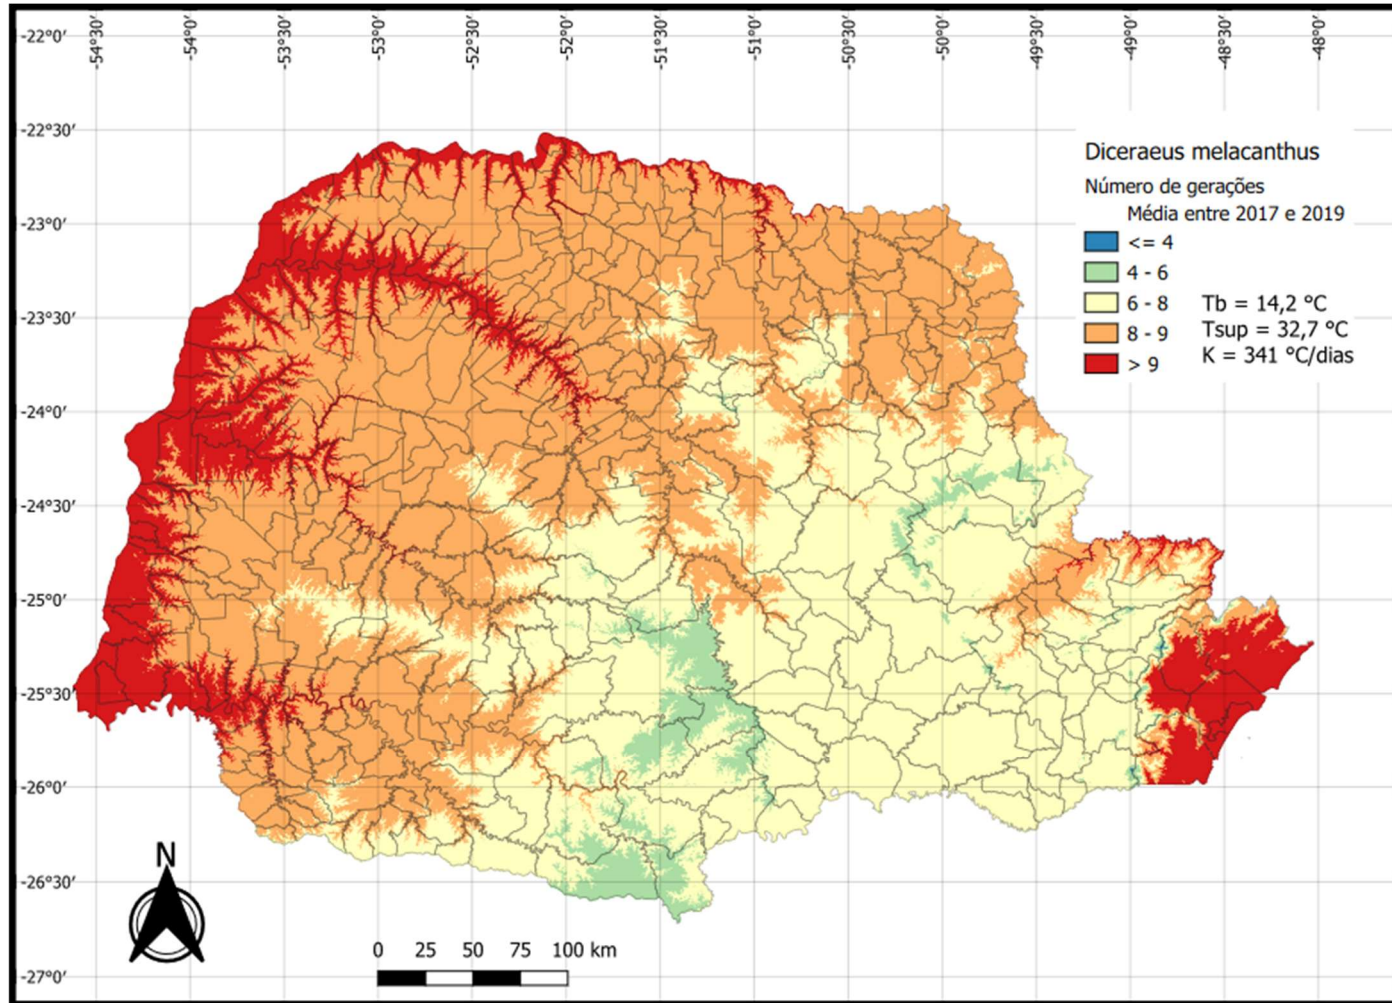 -54°30′ -54°0′ -53°30′ -53°0′ -52°30′ -52°0′ -51°30′ -51°0′ -50°30′ -50°0′ -49°30′ -49°0′ -48°30′ -48°0′
-22°0′
-22°30′
-23°0′
-23°30′
-24°0′
-24°30′
-25°0′
-25°30′
-26°0′
-26°30′
-27°0′
Diceraeus melacanthus
Número de gerações
Média entre 2017 e 2019
<= 4
4 - 6
6 - 8
8 - 9
> 9
Tb = 14,2 °C
Tsup = 32,7 °C
K = 341 °C/dias
N
0 25 50 75 100 km